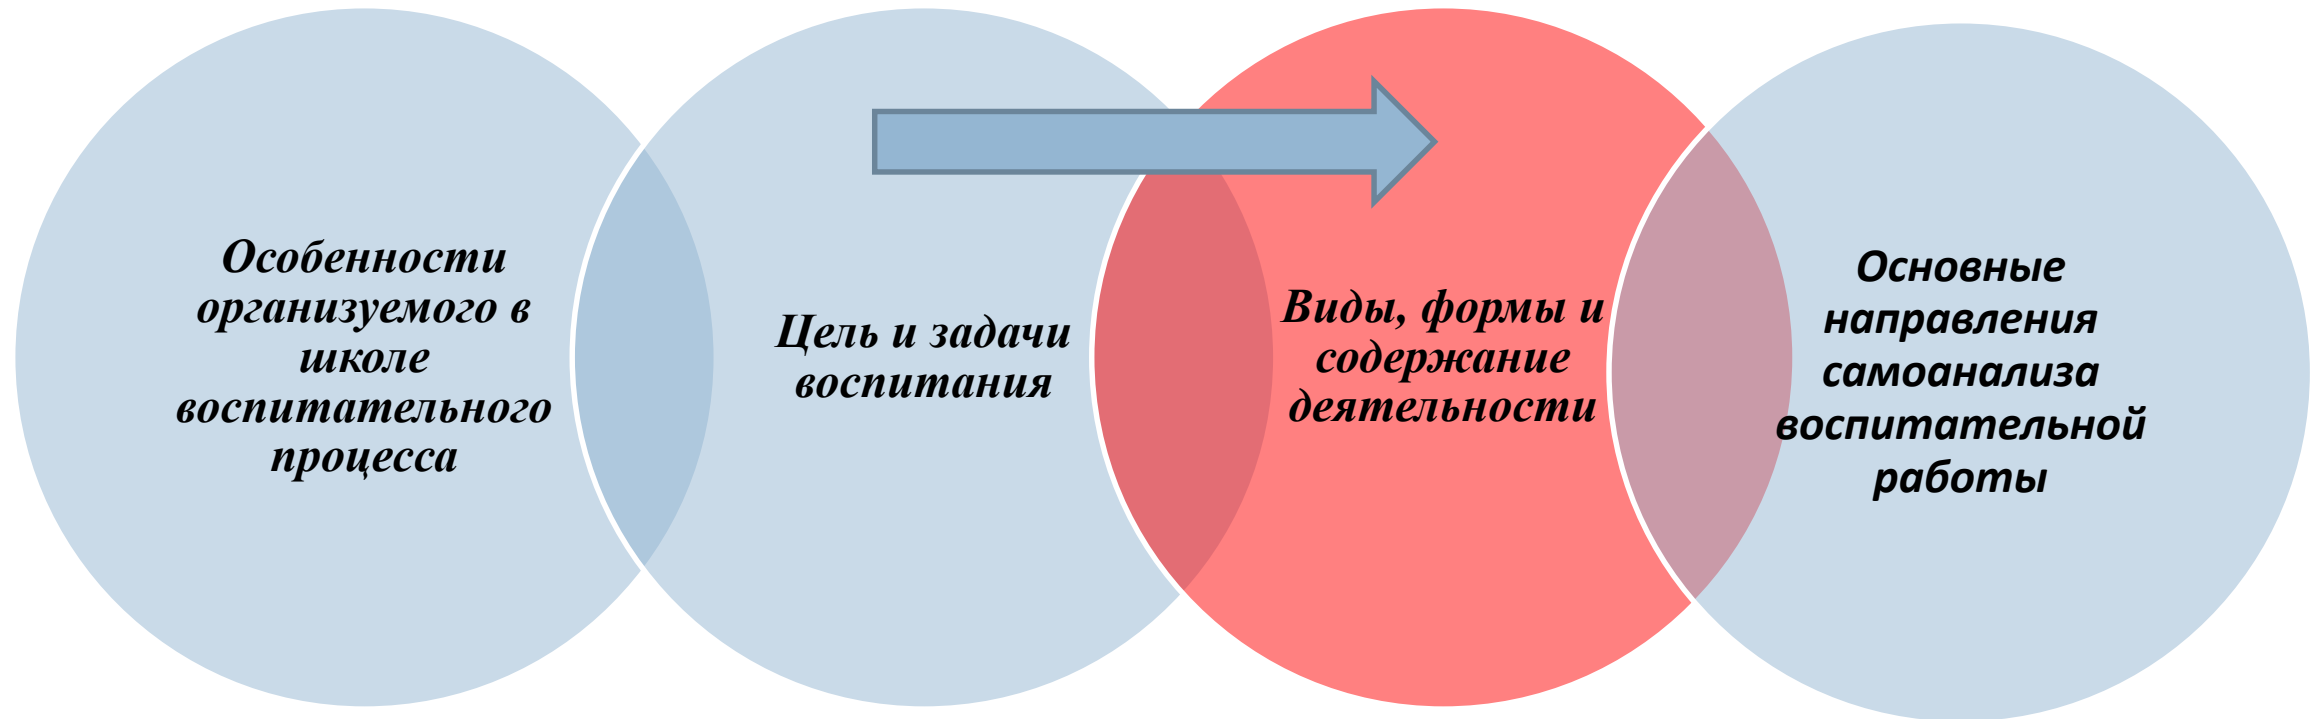 Особенности
организуемого в
школе
воспитательного
процесса
Цель и задачи
воспитания
Виды, формы и
содержание
деятельности
Основные
направления
самоанализа
воспитательной
работы